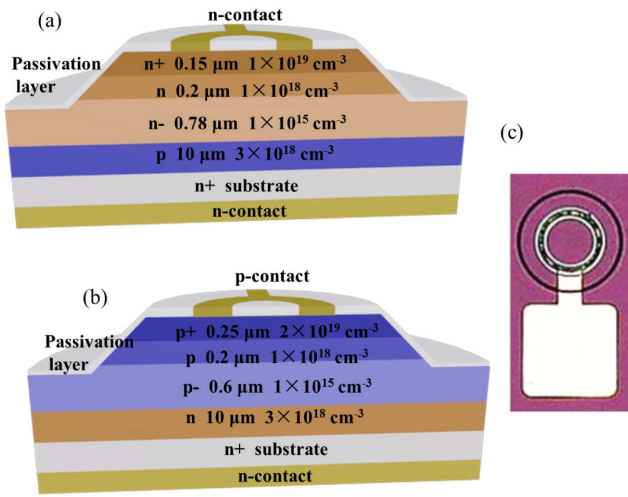 (a)
n-contact
Passivation
layer
n+ 0.15 μm 1×10¹⁹ cm⁻³
n 0.2 μm 1×10¹⁸ cm⁻³
n- 0.78 μm 1×10¹⁵ cm⁻³
p 10 μm 3×10¹⁸ cm⁻³
n+ substrate
n-contact
(b)
p-contact
Passivation
layer
p+ 0.25 μm 2×10¹⁹ cm⁻³
p 0.2 μm 1×10¹⁸ cm⁻³
p- 0.6 μm 1×10¹⁵ cm⁻³
n 10 μm 3×10¹⁸ cm⁻³
n+ substrate
n-contact
(c)